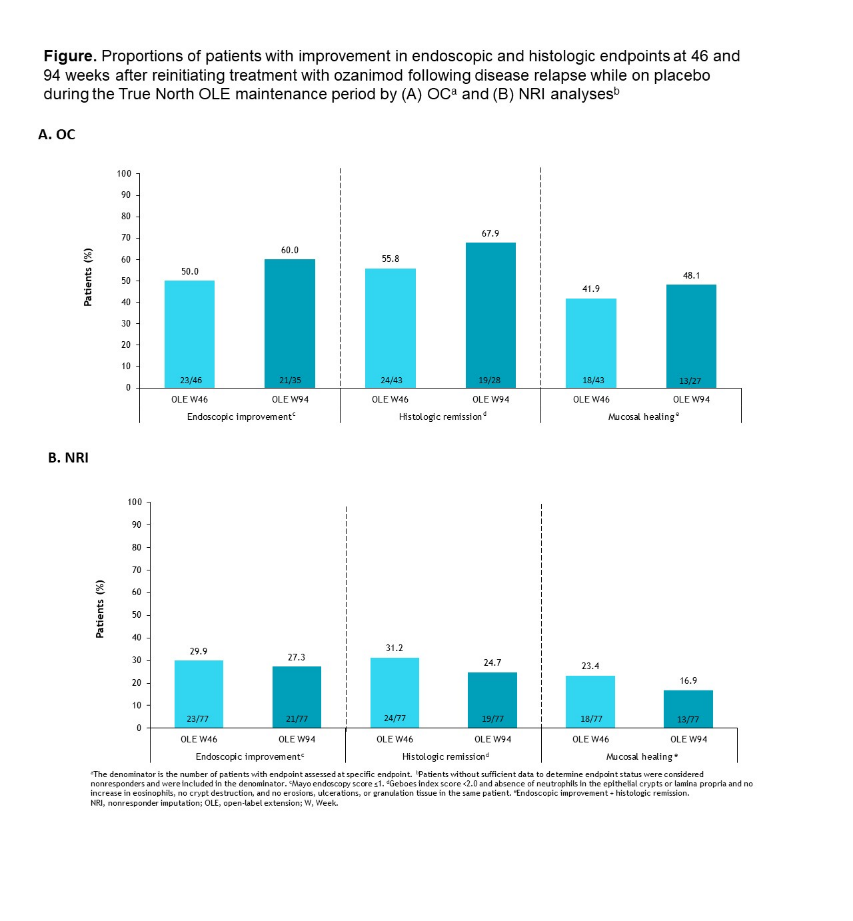 Figure. Proportions of patients with improvement in endoscopic and histologic endpoints at 46 and
94 weeks after reinitiating treatment with ozanimod following disease relapse while on placebo
during the True North OLE maintenance period by (A) OCᵃ and (B) NRI analysesᵇ
A. OC
Patients (%)
100
90
80
70
60
50
40
30
20
10
0
50.0
60.0
55.8
67.9
41.9
48.1
23/46
21/35
24/43
19/28
18/43
13/27
OLE W46
OLE W94
OLE W46
OLE W94
OLE W46
OLE W94
Endoscopic improvementᶜ
Histologic remissionᵈ
Mucosal healingᵉ
B. NRI
Patients (%)
100
90
80
70
60
50
40
30
20
10
0
29.9
27.3
31.2
24.7
23.4
16.9
23/77
21/77
24/77
19/77
18/77
13/77
OLE W46
OLE W94
OLE W46
OLE W94
OLE W46
OLE W94
Endoscopic improvementᶜ
Histologic remissionᵈ
Mucosal healingᵉ
ᵃThe denominator is the number of patients with endpoint assessed at specific endpoint. ᵇPatients without sufficient data to determine endpoint status were considered
nonresponders and were included in the denominator. ᶜMayo endoscopy score ≤1. ᵈGeboes index score <2.0 and absence of neutrophils in the epithelial crypts or lamina propria and no
increase in eosinophils, no crypt destruction, and no erosions, ulcerations, or granulation tissue in the same patient. ᵉEndoscopic improvement + histologic remission.
NRI, nonresponder imputation; OLE, open-label extension; W, Week.